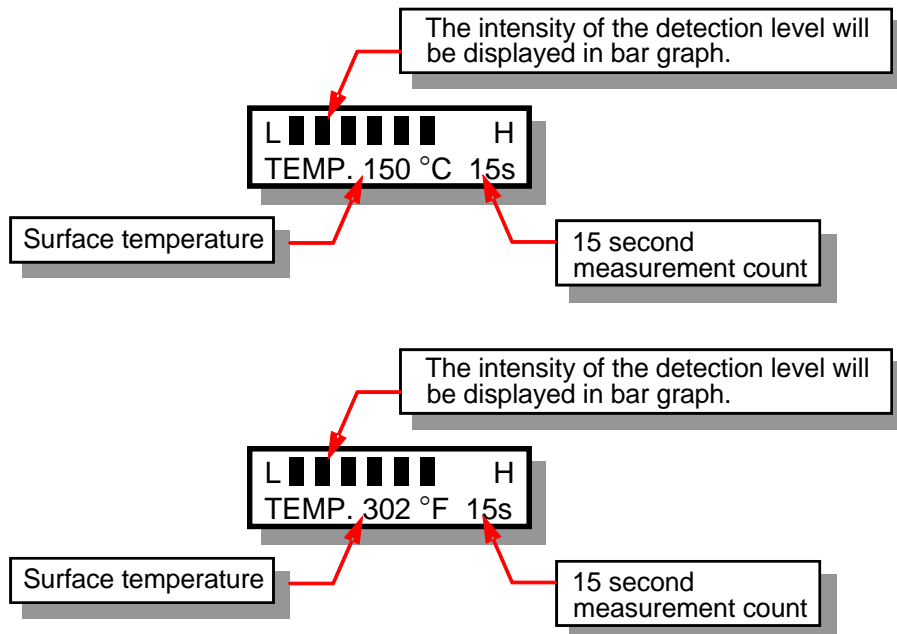 The intensity of the detection level will
be displayed in bar graph.
L H
TEMP. 150 °C 15s
Surface temperature
15 second
measurement count
The intensity of the detection level will
be displayed in bar graph.
L H
TEMP. 302 °F 15s
Surface temperature
15 second
measurement count